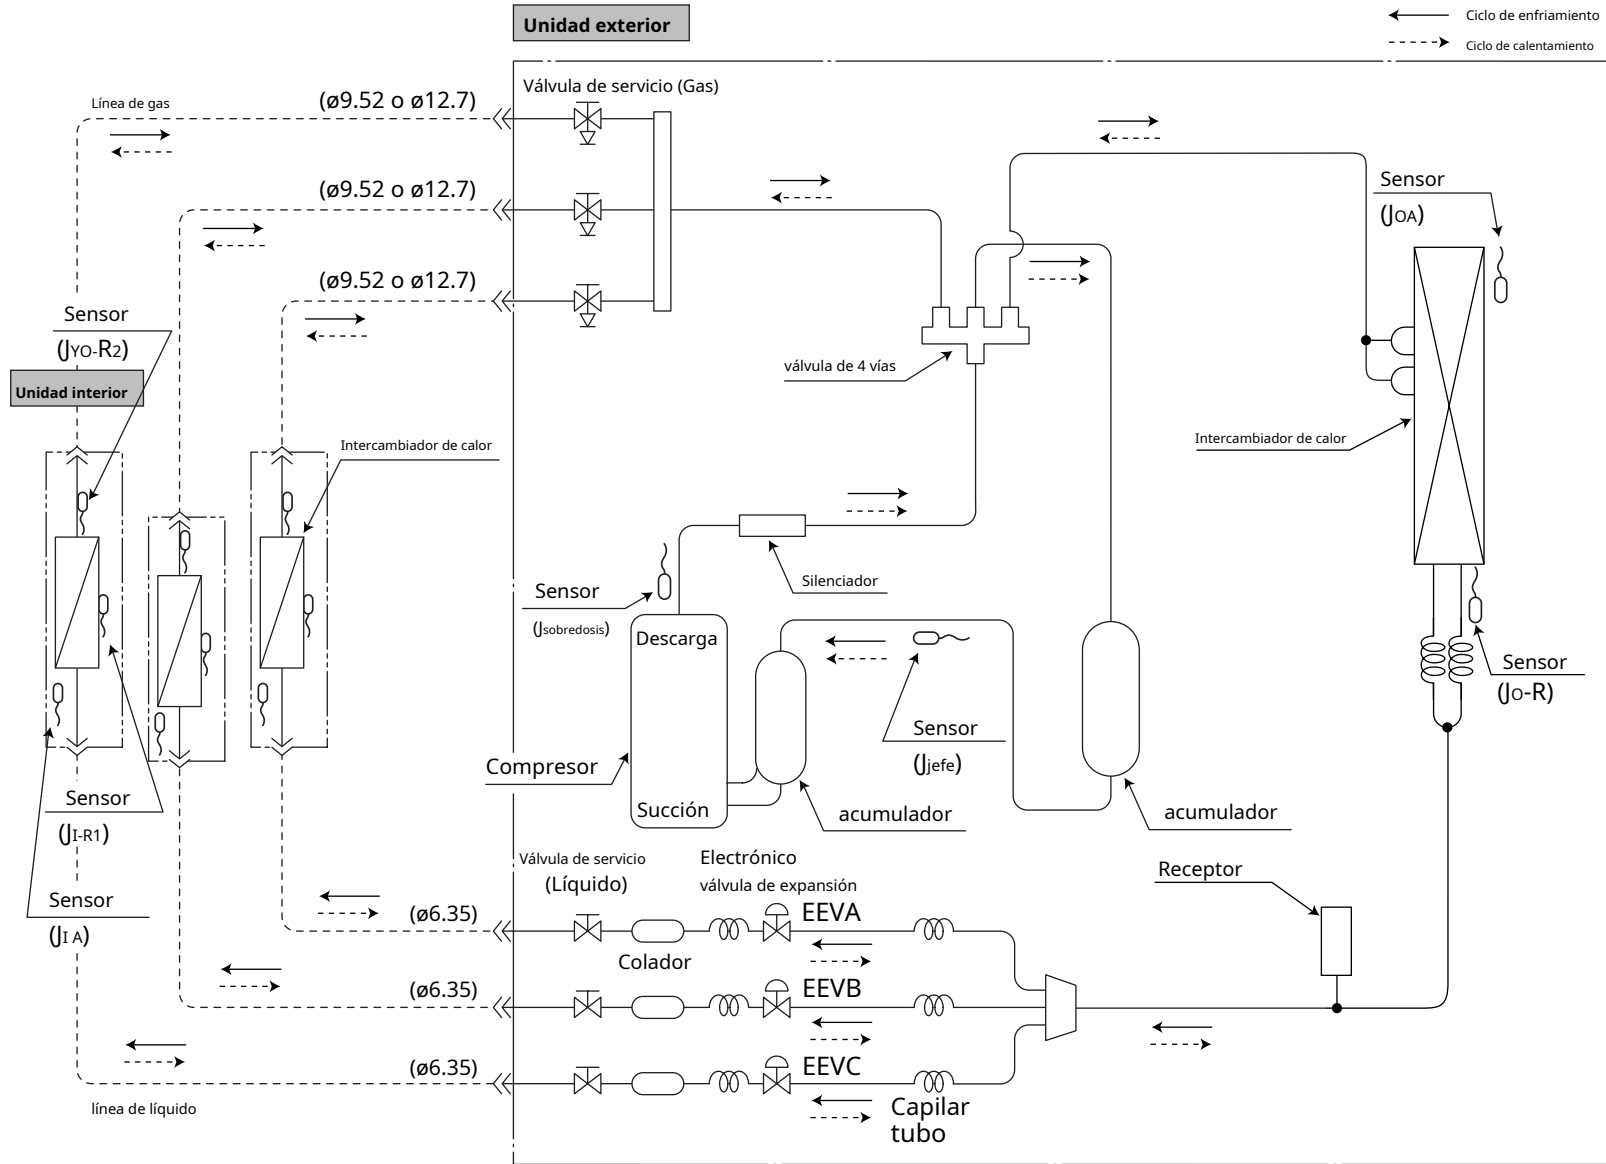 Unidad exterior
Ciclo de enfriamiento
Ciclo de calentamiento
Línea de gas
(ø9.52 o ø12.7)
Válvula de servicio (Gas)
(ø9.52 o ø12.7)
(ø9.52 o ø12.7)
Sensor
(JOA)
Sensor
(JYO-R2)
Unidad interior
válvula de 4 vías
Intercambiador de calor
Intercambiador de calor
Silenciador
Sensor
(Jsobredosis)
Descarga
Succión
Compresor
Sensor
(Jjefe)
acumulador
acumulador
Sensor
(JO-R)
Sensor
(JI-R1)
Sensor
(JI A)
Válvula de servicio
(Líquido)
Electrónico
válvula de expansión
Receptor
(ø6.35)
EEVA
Colador
(ø6.35)
EEVB
(ø6.35)
EEVC
línea de líquido
Capilar
tubo